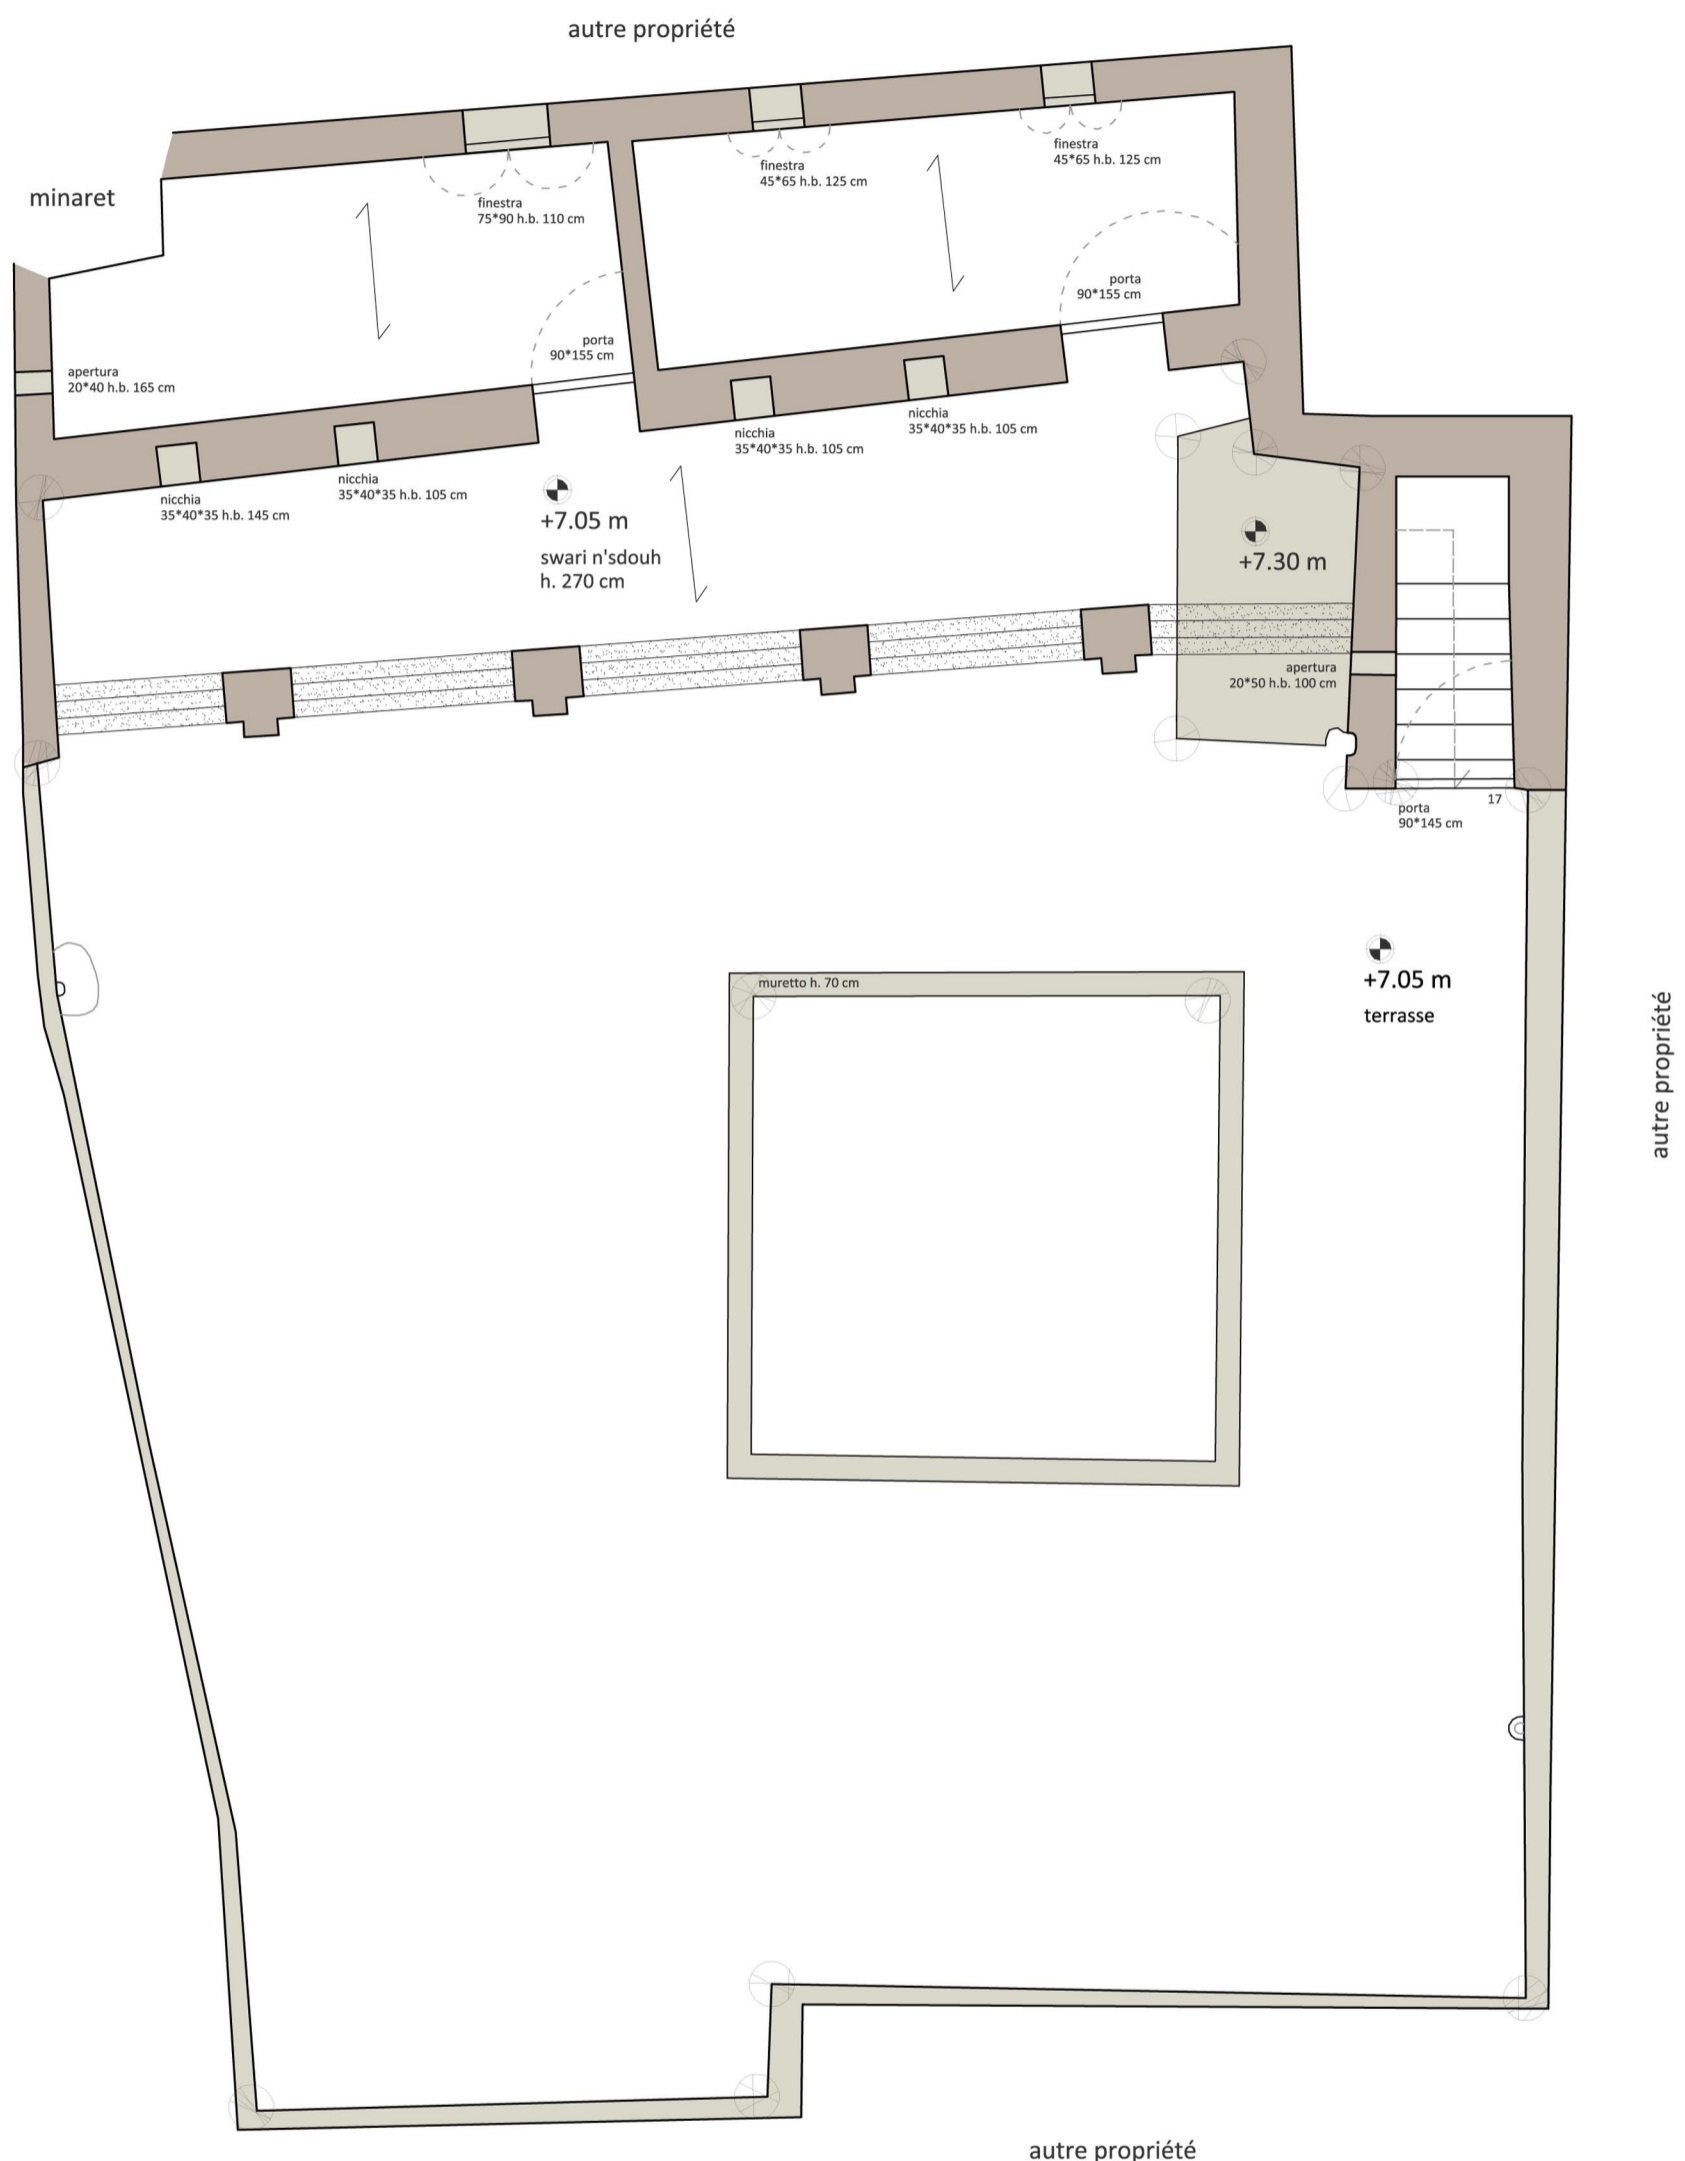 autre propriété
minaret
finestra
75*90 h.b. 110 cm
finestra
45*65 h.b. 125 cm
finestra
45*65 h.b. 125 cm
porta
90*155 cm
porta
90*155 cm
apertura
20*40 h.b. 165 cm
nicchia
35*40*35 h.b. 145 cm
nicchia
35*40*35 h.b. 105 cm
nicchia
35*40*35 h.b. 105 cm
nicchia
35*40*35 h.b. 105 cm
+7.05 m
swari n'sdouh
h. 270 cm
+7.30 m
apertura
20*50 h.b. 100 cm
17
porta
90*145 cm
muretto h. 70 cm
+7.05 m
terrasse
autre propriété
autre propriété